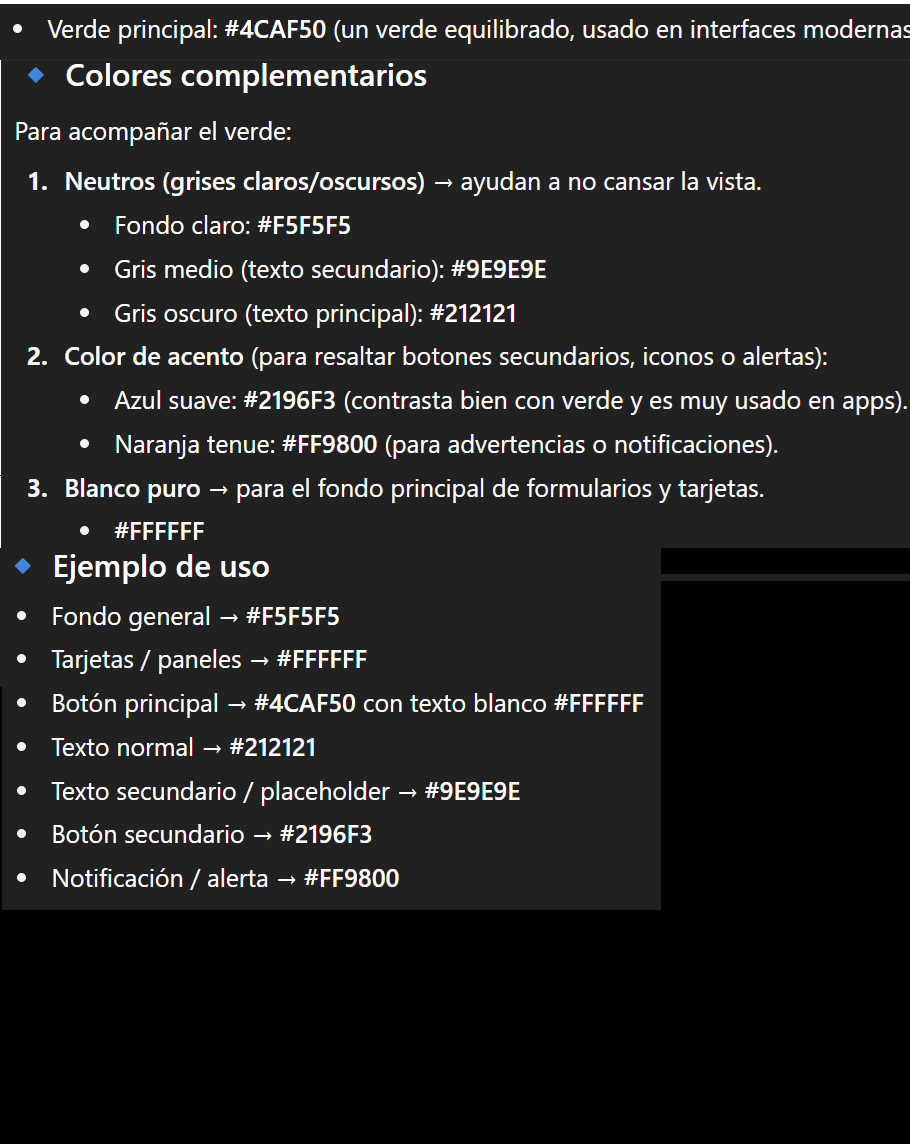 • Verde principal: #4CAF50 (un verde equilibrado, usado en interfaces modernas
Colores complementarios
Para acompañar el verde:
1. Neutros (grises claros/oscursos) → ayudan a no cansar la vista.
• Fondo claro: #F5F5F5
• Gris medio (texto secundario): #9E9E9E
• Gris oscuro (texto principal): #212121
2. Color de acento (para resaltar botones secundarios, iconos o alertas):
• Azul suave: #2196F3 (contrasta bien con verde y es muy usado en apps).
• Naranja tenue: #FF9800 (para advertencias o notificaciones).
3. Blanco puro → para el fondo principal de formularios y tarjetas.
• #FFFFFF
Ejemplo de uso
• Fondo general → #F5F5F5
• Tarjetas / paneles → #FFFFFF
• Botón principal → #4CAF50 con texto blanco #FFFFFF
• Texto normal → #212121
• Texto secundario / placeholder → #9E9E9E
• Botón secundario → #2196F3
• Notificación / alerta → #FF9800